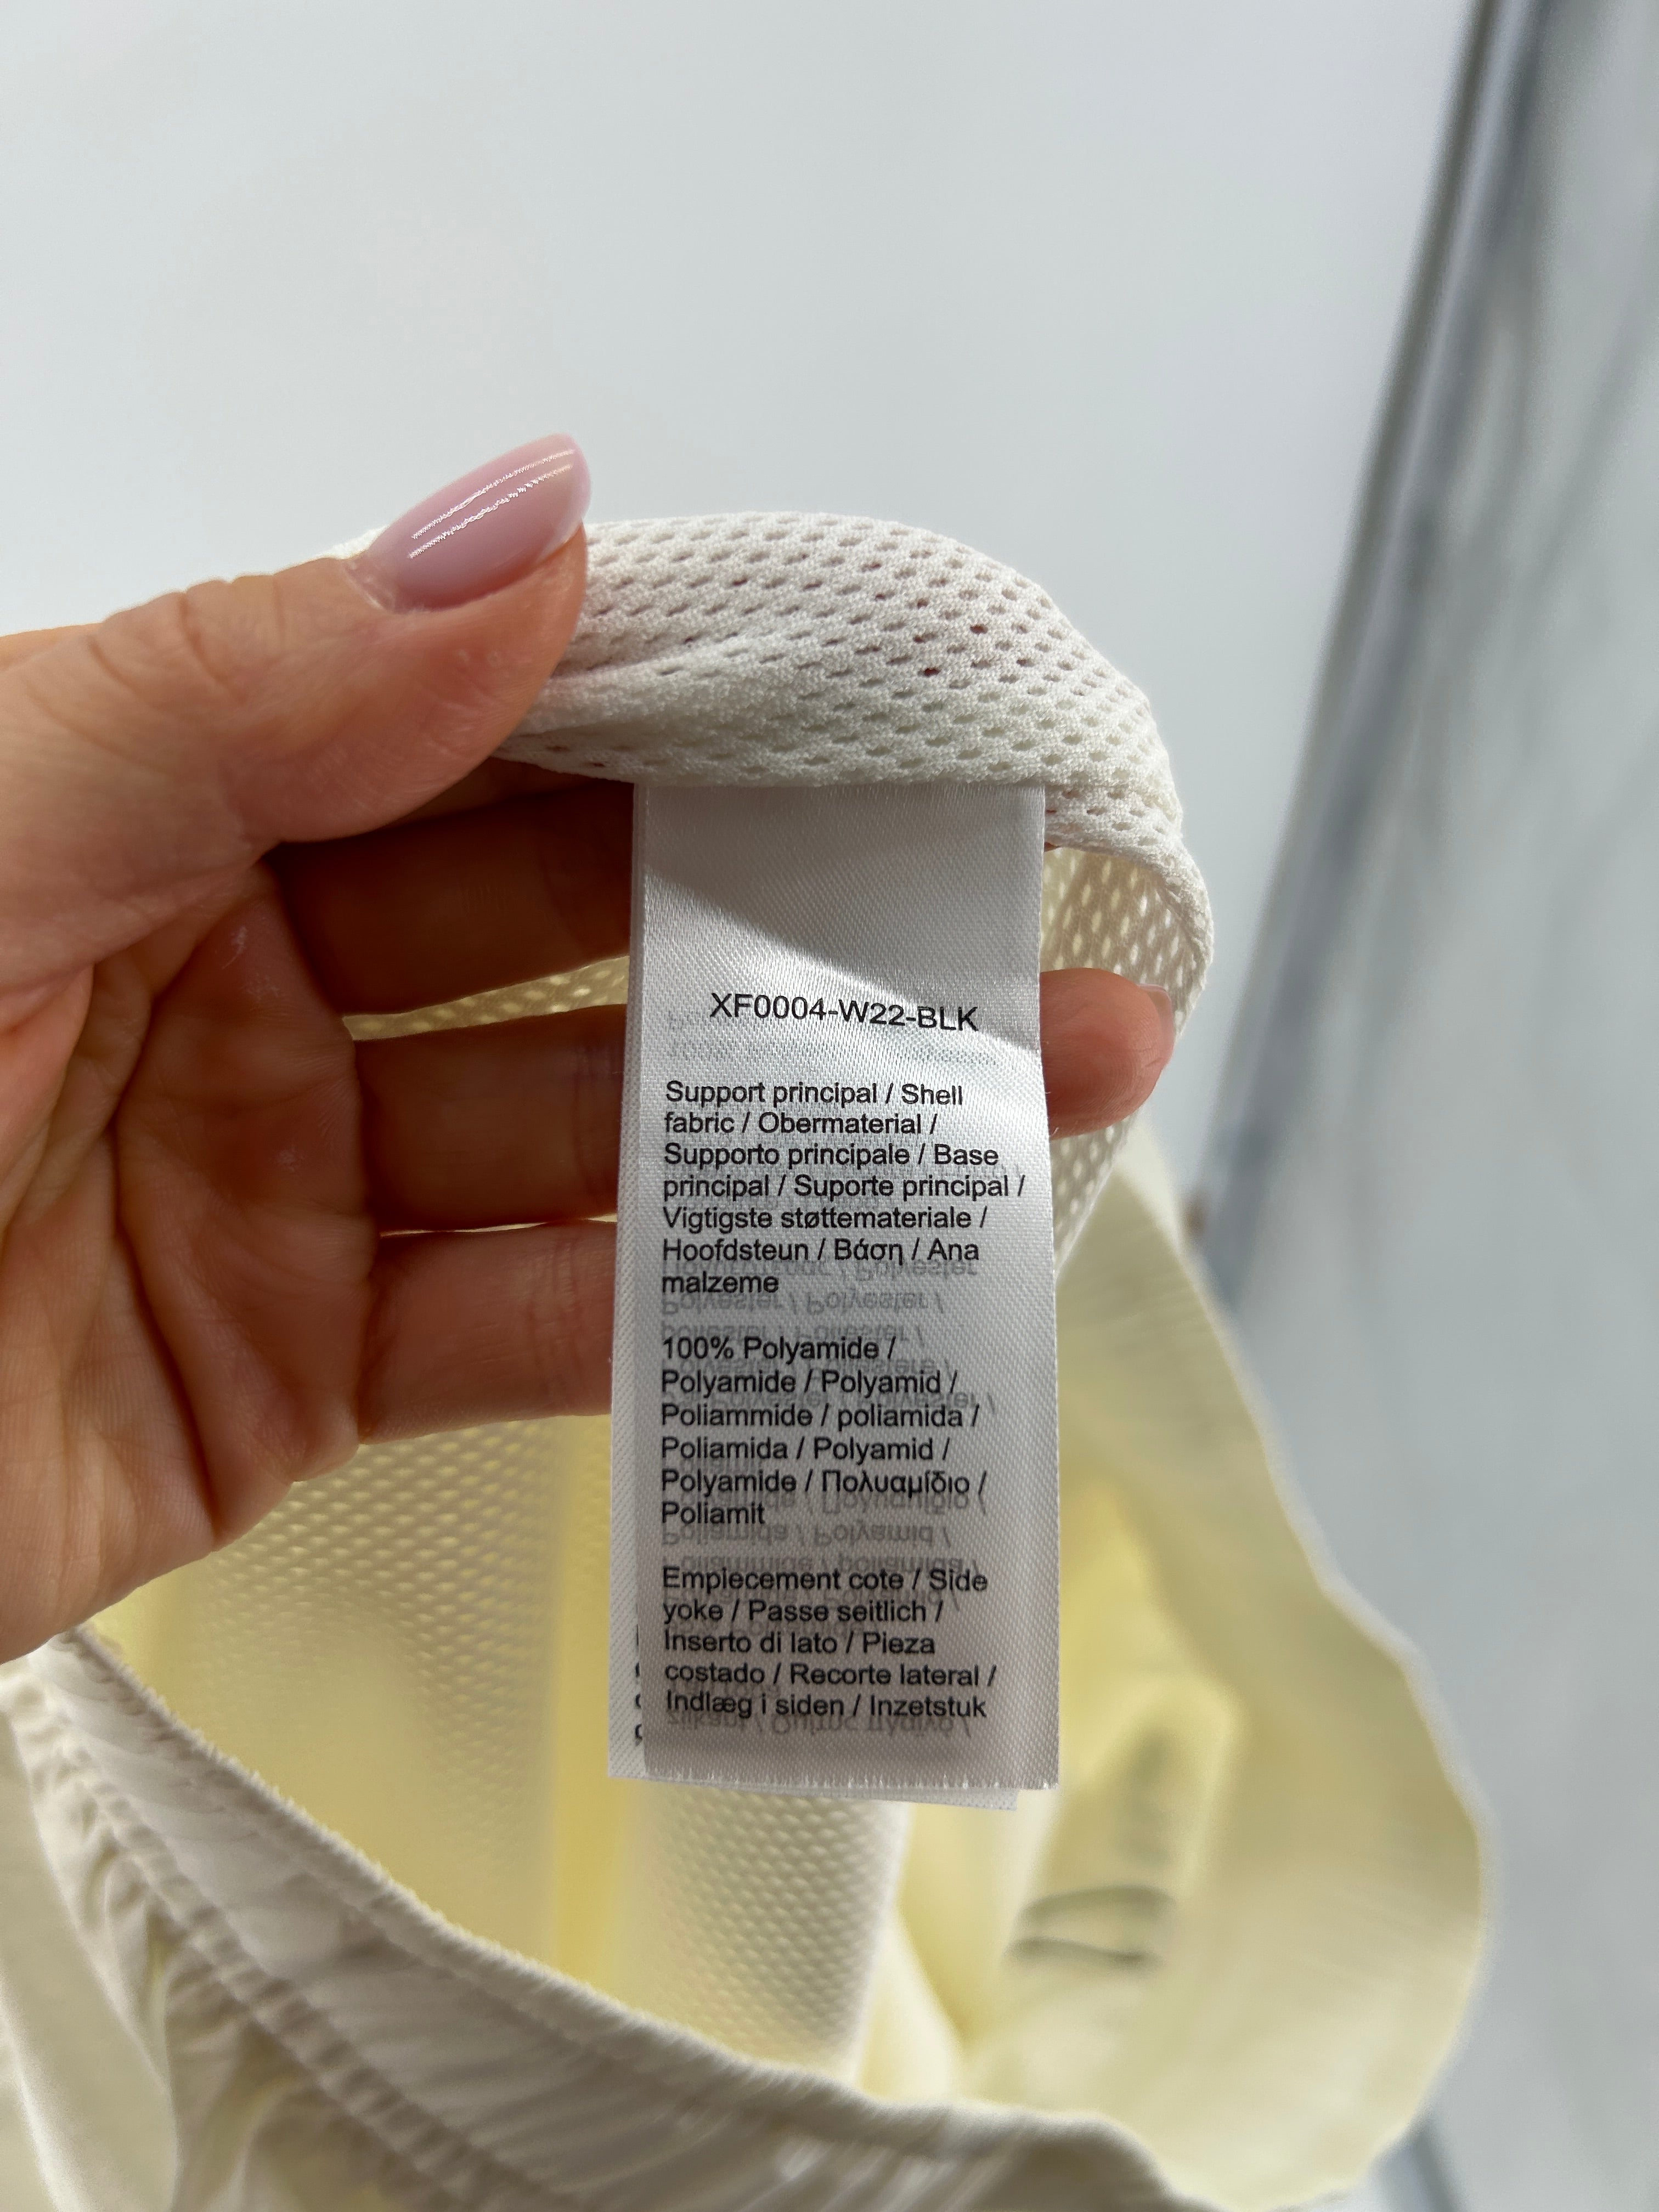 XF0004-W22-BLK
Support principal / Shell
fabric / Obermaterial /
Supporto principale / Base
principal / Suporte principal /
Vigtigste støttemateriale /
Hoofdsteun / Βάση / Ana
malzeme
100% Polyamide /
Polyamide / Polyamid /
Poliammide / poliamida /
Poliamida / Polyamid /
Polyamide / Πολυαμίδιο /
Poliamit
Empiecement cote / Side
yoke / Passe seitlich /
Inserto di lato / Pieza
costado / Recorte lateral /
Indlæg i siden / Inzetstuk